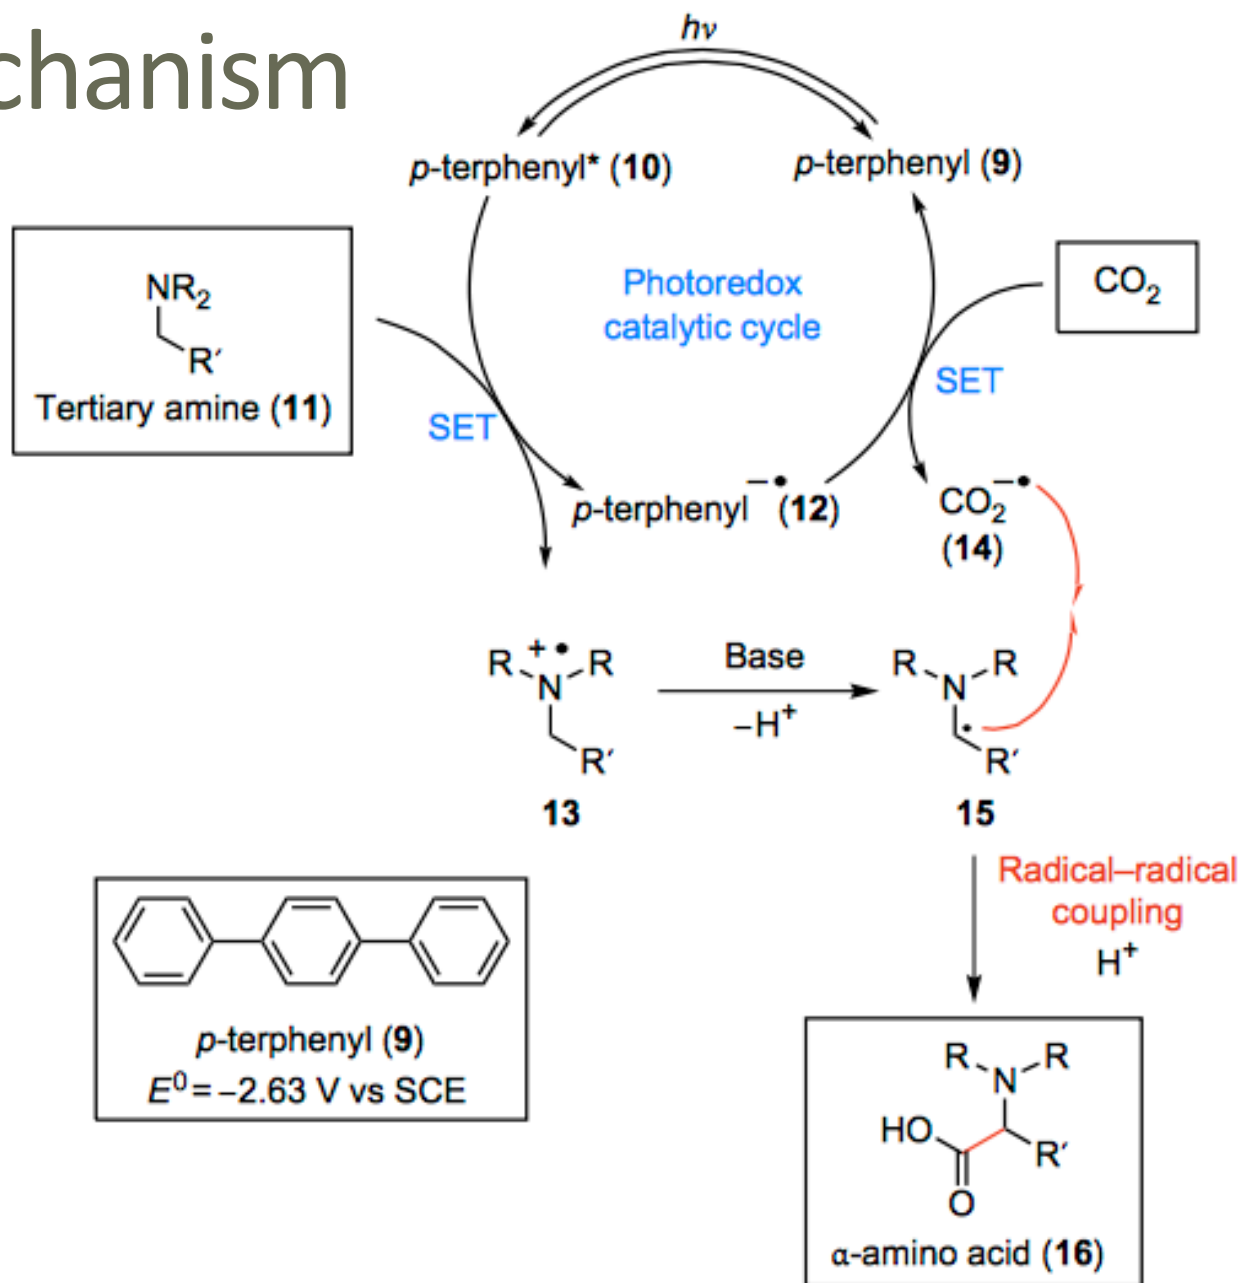 chanism
hν
p-terphenyl* (10)
p-terphenyl (9)
NR2
R′
Tertiary amine (11)
Photoredox
catalytic cycle
CO2
SET
SET
p-terphenyl−• (12)
CO2−•
(14)
R +• R
N
R′
13
Base
−H+
R R
N
•
R′
15
Radical–radical
coupling
H+
p-terphenyl (9)
E0 = −2.63 V vs SCE
R R
N
HO
R′
O
α-amino acid (16)